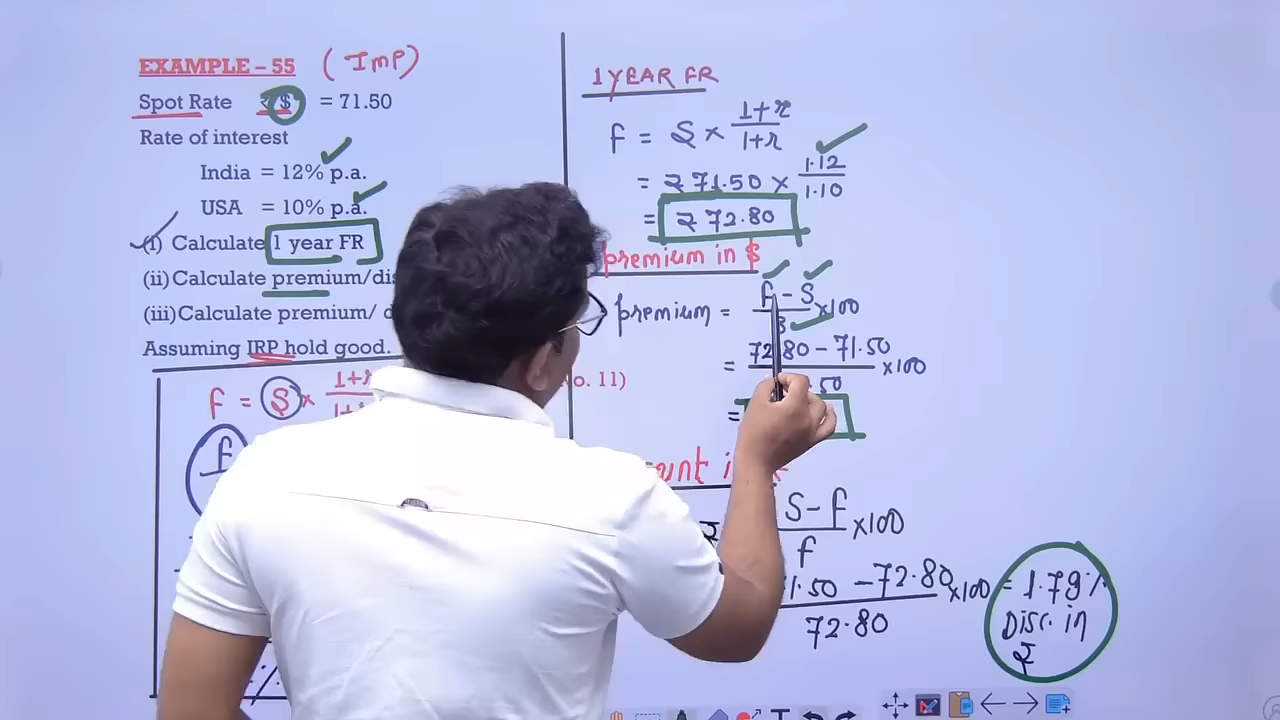 EXAMPLE – 55 (IMP)
Spot Rate ₹/$ = 71.50
Rate of interest
India = 12% p.a.
USA = 10% p.a.
(i) Calculate 1 year FR
(ii) Calculate premium/dis
(iii) Calculate premium/ d
Assuming IRP hold good.
o. 11)
f = S × 1+r
f
1 YEAR FR
f = S × 1+r / 1+r
= ₹ 71.50 × 1.12 / 1.10
= ₹ 72.80
premium in $
premium = f - S / S ×100
= 72.80 - 71.50 / .50 ×100
=
unt i
₹ S - f / f ×100
1.50 - 72.80 / 72.80 ×100 = 1.79%
Disc. in
₹